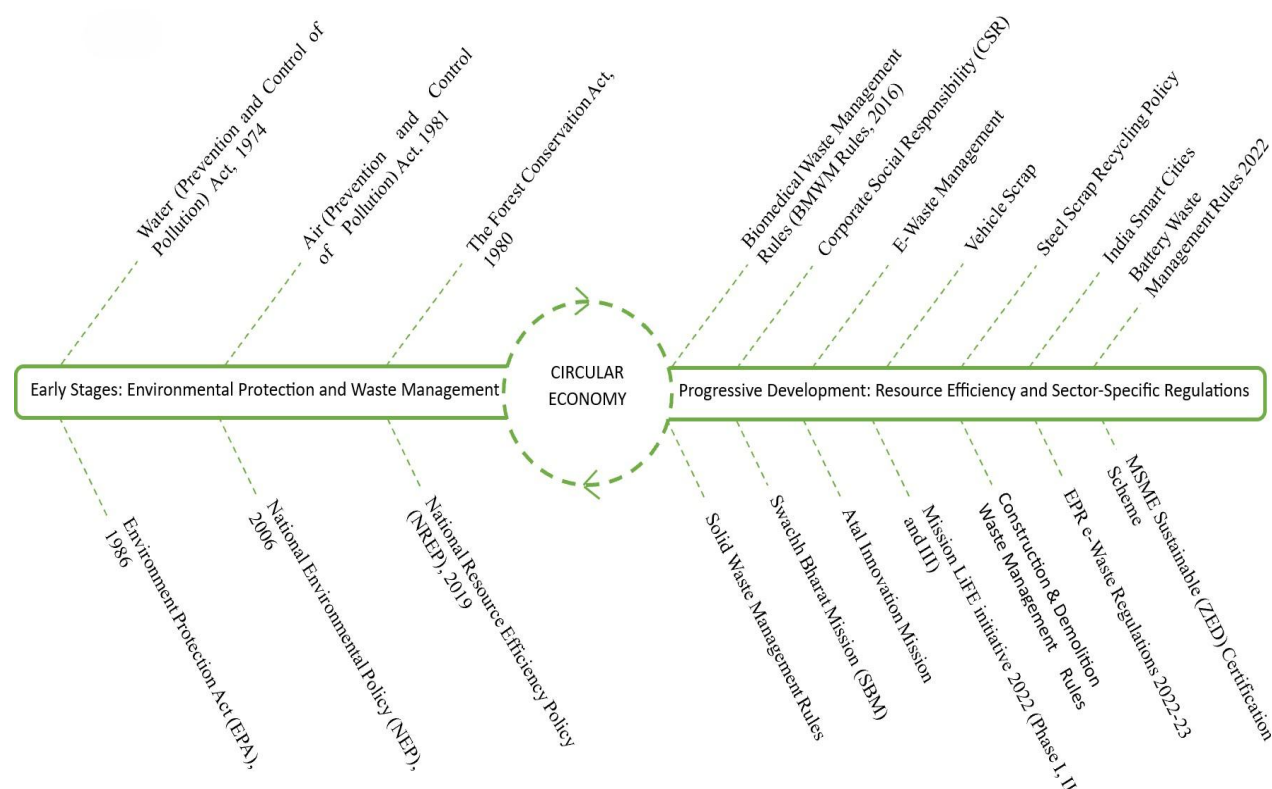 Water (Prevention and Control of
Pollution) Act, 1974
Air (Prevention and Control
of Pollution) Act. 1981
The Forest Conservation Act,
1980
Biomedical Waste Management
Rules (BMWM Rules, 2016)
Corporate Social Responsibility (CSR)
E-Waste Management
Vehicle Scrap
Steel Scrap Recycling Policy
India Smart Cities
Battery Waste
Management Rules 2022
Early Stages: Environmental Protection and Waste Management
CIRCULAR
ECONOMY
Progressive Development: Resource Efficiency and Sector-Specific Regulations
Environment Protection Act (EPA),
1986
National Environmental Policy (NEP),
2006
National Resource Efficiency Policy
(NREP), 2019
Solid Waste Management Rules
Swachh Bharat Mission (SBM)
Atal Innovation Mission
Mission LiFE initiative 2022 (Phase I, II
and III)
Construction & Demolition
Waste Management Rules
EPR e-Waste Regulations 2022-23
MSME Sustainable (ZED) Certification
Scheme